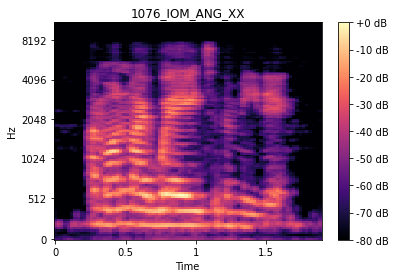 1076_IOM_ANG_XX
+0 dB
8192
-10 dB
4096
-20 dB
-30 dB
2048
Hz
-40 dB
1024
-50 dB
512
-60 dB
-70 dB
0
-80 dB
0
0.5
1
1.5
Time